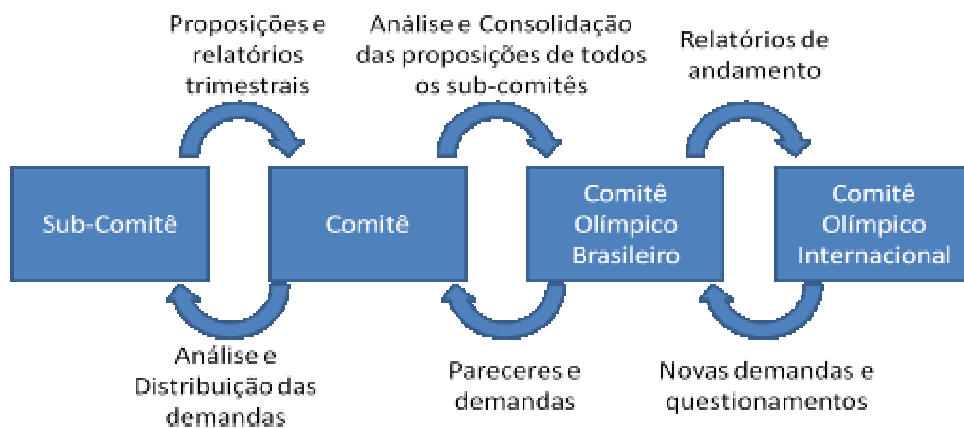 Proposições e
relatórios
trimestrais
Análise e Consolidação
das proposições de todos
os sub-comitês
Relatórios de
andamento
Sub-Comitê
Comitê
Comitê
Olímpico
Brasileiro
Comitê
Olímpico
Internacional
Análise e
Distribuição das
demandas
Pareceres e
demandas
Novas demandas e
questionamentos